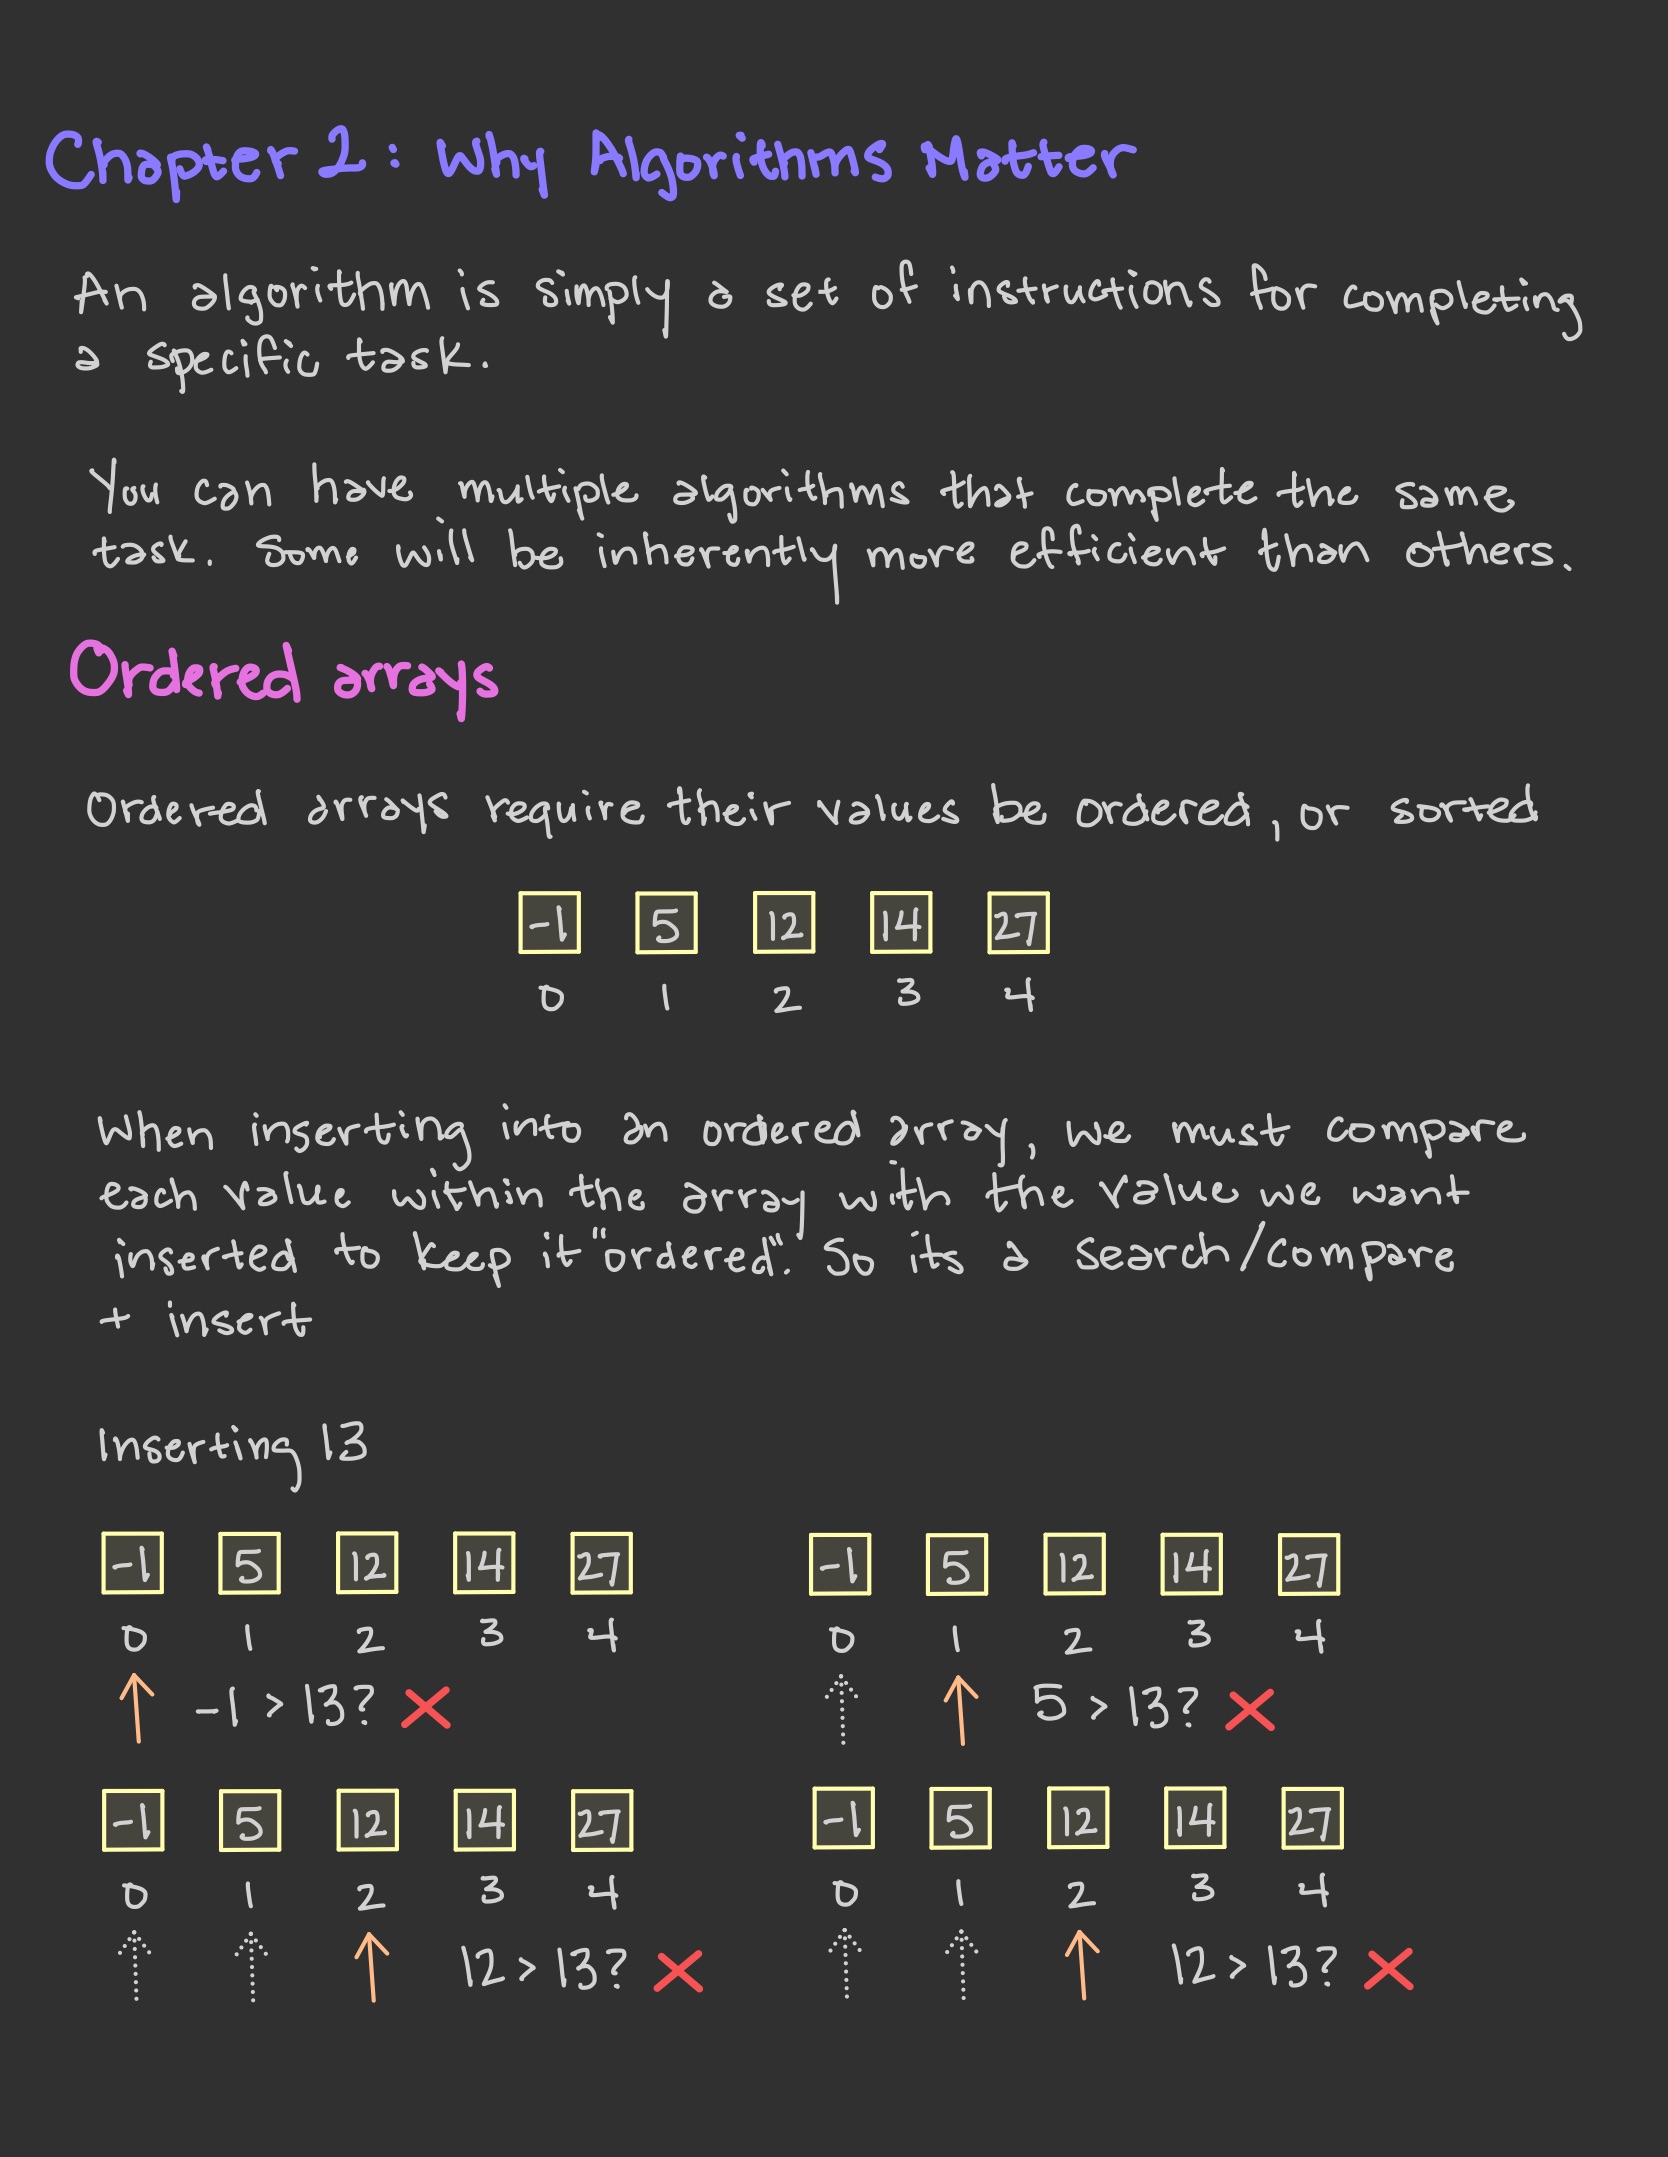 Chapter 2: Why Algorithms Matter
An algorithm is simply a set of instructions for completing
a specific task.
You can have multiple algorithms that complete the same
task. Some will be inherently more efficient than others.
Ordered arrays
Ordered arrays require their values be ordered, or sorted
-1 5 12 14 27
0 1 2 3 4
When inserting into an ordered array, we must compare
each value within the array with the value we want
inserted to keep it "ordered". So its a search/compare
+ insert
Inserting 13
-1 5 12 14 27
0 1 2 3 4
-1 > 13?
-1 5 12 14 27
0 1 2 3 4
5 > 13?
-1 5 12 14 27
0 1 2 3 4
12 > 13?
-1 5 12 14 27
0 1 2 3 4
12 > 13?